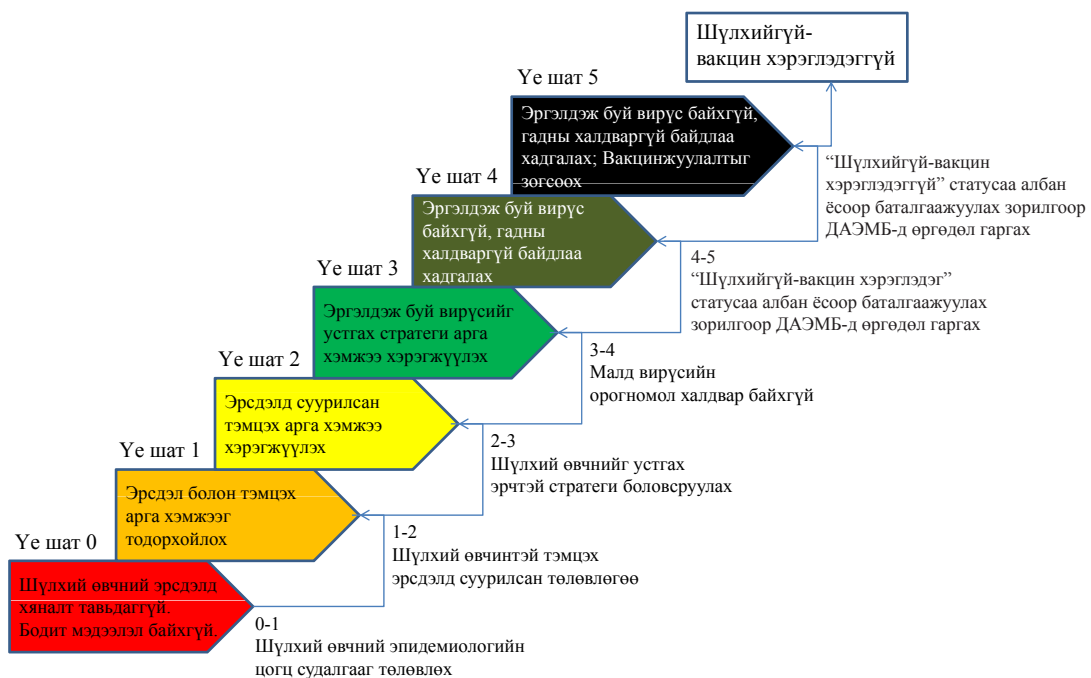 Шүлхийгүй-
вакцин хэрэглэдэггүй
Үе шат 5
Эргэлдэж буй вирүс байхгүй,
гадны халдваргүй байдлаа
хадгалах; Вакцинжуулалтыг
зогсоох
“Шүлхийгүй-вакцин
хэрэглэдэггүй” статусаа албан
ёсоор баталгаажуулах зорилгоор
ДАЭМБ-д өргөдөл гаргах
Үе шат 4
Эргэлдэж буй вирүс
байхгүй, гадны
халдваргүй байдлаа
хадгалах
4-5
“Шүлхийгүй-вакцин хэрэглэдэг”
статусаа албан ёсоор баталгаажуулах
зорилгоор ДАЭМБ-д өргөдөл гаргах
Үе шат 3
Эргэлдэж буй вирүсийг
устгах стратеги арга
хэмжээ хэрэгжүүлэх
3-4
Малд вирүсийн
орогномол халдвар байхгүй
Үе шат 2
Эрсдэлд суурилсан
тэмцэх арга хэмжээ
хэрэгжүүлэх
2-3
Шүлхий өвчнийг устгах
эрчтэй стратеги боловсруулах
Үе шат 1
Эрсдэл болон тэмцэх
арга хэмжээг
тодорхойлох
1-2
Шүлхий өвчинтэй тэмцэх
эрсдэлд суурилсан төлөвлөгөө
Үе шат 0
Шүлхий өвчний эрсдэлд
хяналт тавьдаггүй.
Бодит мэдээлэл байхгүй.
0-1
Шүлхий өвчний эпидемиологийн
цогц судалгааг төлөвлөх